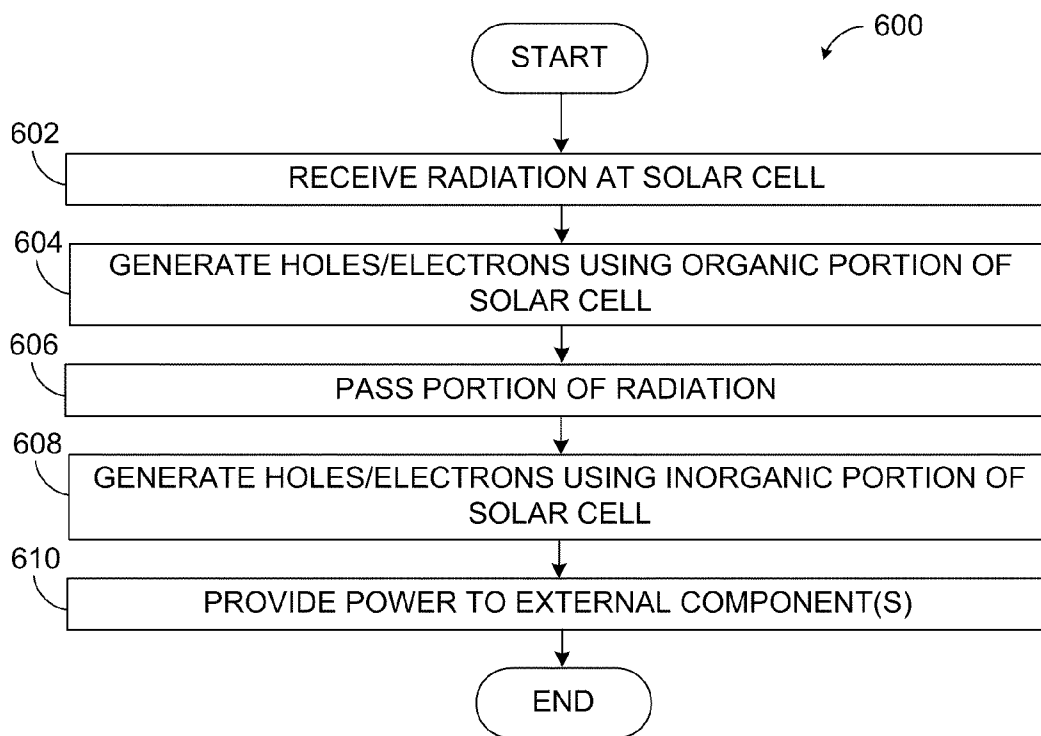 600
START
602
RECEIVE RADIATION AT SOLAR CELL
604
GENERATE HOLES/ELECTRONS USING ORGANIC PORTION OF
SOLAR CELL
606
PASS PORTION OF RADIATION
608
GENERATE HOLES/ELECTRONS USING INORGANIC PORTION OF
SOLAR CELL
610
PROVIDE POWER TO EXTERNAL COMPONENT(S)
END